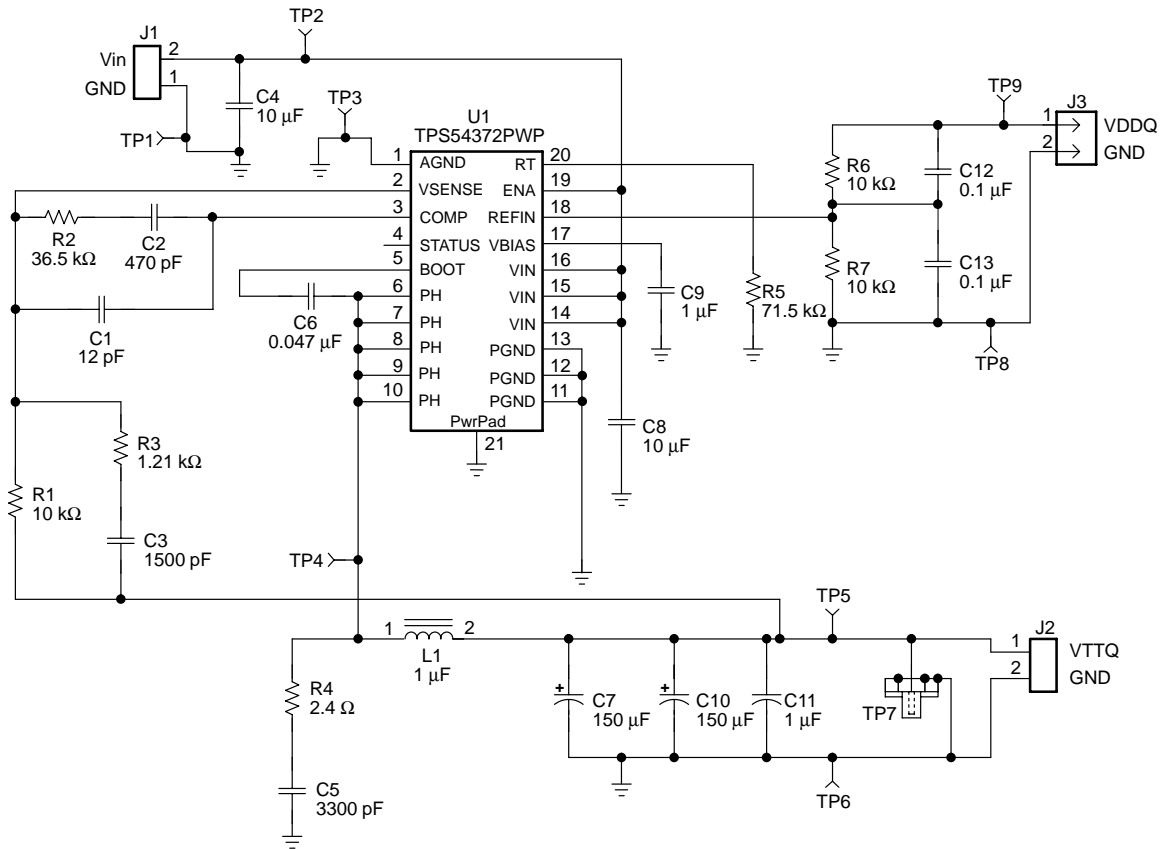 J1
Vin 2
GND 1
TP1
TP2
C4
10 µF
TP3
U1
TPS54372PWP
1 AGND
2 VSENSE
3 COMP
4 STATUS
5 BOOT
6 PH
7 PH
8 PH
9 PH
10 PH
RT 20
ENA 19
REFIN 18
VBIAS 17
VIN 16
VIN 15
VIN 14
PGND 13
PGND 12
PGND 11
PwrPad
21
R2
36.5 kΩ
C2
470 pF
C1
12 pF
C6
0.047 µF
R3
1.21 kΩ
R1
10 kΩ
C3
1500 pF
C9
1 µF
R5
71.5 kΩ
C8
10 µF
R6
10 kΩ
R7
10 kΩ
C12
0.1 µF
C13
0.1 µF
TP9
TP8
J3
1 VDDQ
2 GND
TP4
1 2
L1
1 µF
R4
2.4 Ω
C5
3300 pF
+ C7
150 µF
+ C10
150 µF
C11
1 µF
TP5
TP6
TP7
J2
1 VTTQ
2 GND